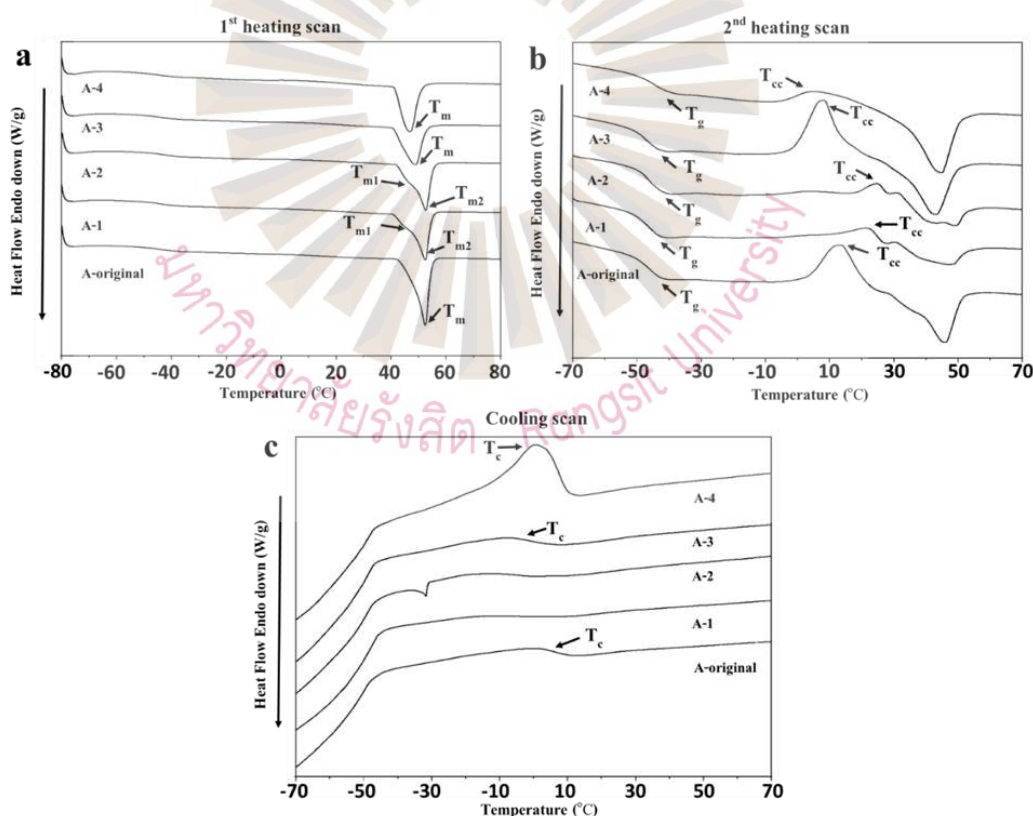 1st heating scan
a
Heat Flow Endo down (W/g)
A-4
Tm
A-3
Tm
A-2
Tm1
Tm2
A-1
Tm1
Tm2
A-original
Tm
-80 -60 -40 -20 0 20 40 60 80
Temperature (°C)
2nd heating scan
b
Heat Flow Endo down (W/g)
Tcc
A-4
Tg
Tcc
A-3
Tg
Tcc
A-2
Tg
Tcc
A-1
Tg
Tcc
A-original
Tg
-70 -50 -30 -10 10 30 50 70
Temperature (°C)
มหาวิทยาลัยรังสิต Rangsit University
Cooling scan
c
Heat Flow Endo down (W/g)
Tc
A-4
Tc
A-3
A-2
A-1
Tc
A-original
-70 -50 -30 -10 10 30 50 70
Temperature (°C)